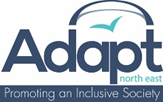 Adapt
north east
Promoting an Inclusive Society